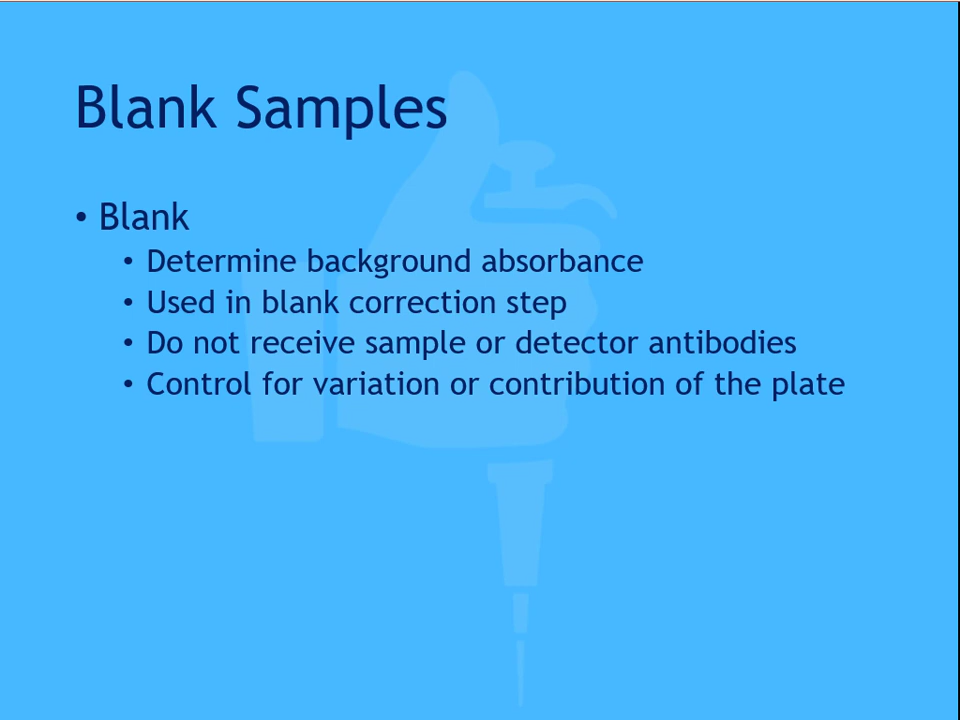 Blank Samples
• Blank
• Determine background absorbance
• Used in blank correction step
• Do not receive sample or detector antibodies
• Control for variation or contribution of the plate